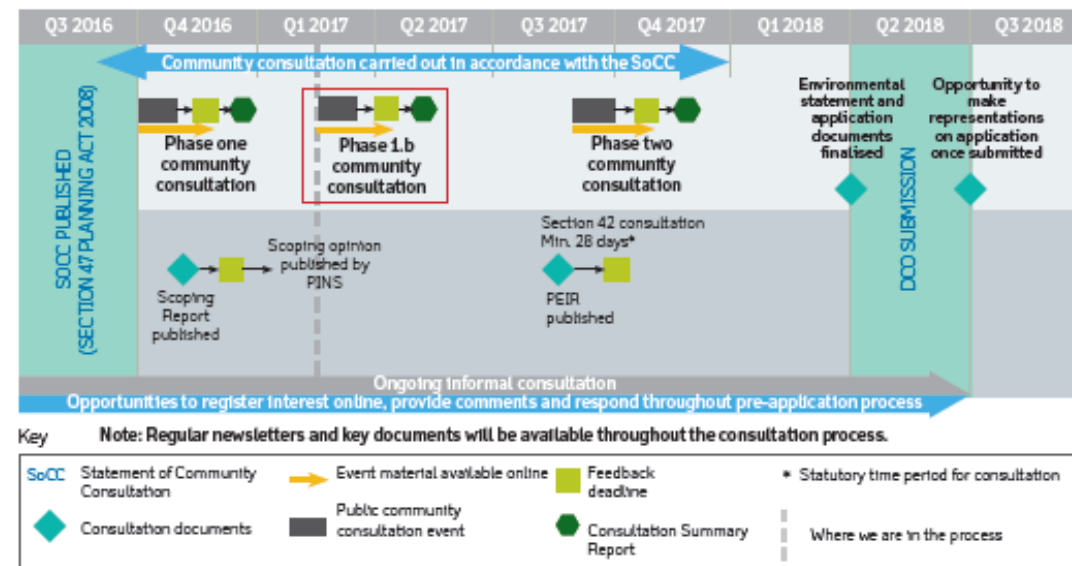 Q3 2016 Q4 2016 Q1 2017 Q2 2017 Q3 2017 Q4 2017 Q1 2018 Q2 2018 Q3 2018
Community consultation carried out in accordance with the SoCC
SOCC PUBLISHED
(SECTION 47 PLANNING ACT 2008)
Phase one
community
consultation
Phase 1.b
community
consultation
Phase two
community
consultation
Environmental
statement and
application
documents
finalised
Opportunity to
make
representations
on application
once submitted
DCO SUBMISSION
Scoping
Report
published
Scoping opinion
published by
PINS
Section 42 consultation
Min. 28 days*
PEIR
published
Ongoing informal consultation
Opportunities to register interest online, provide comments and respond throughout pre-application process
Key
Note: Regular newsletters and key documents will be available throughout the consultation process.
SoCC Statement of Community
Consultation
Consultation documents
Event material available online
Public community
consultation event
Feedback
deadline
Consultation Summary
Report
* Statutory time period for consultation
Where we are in the process